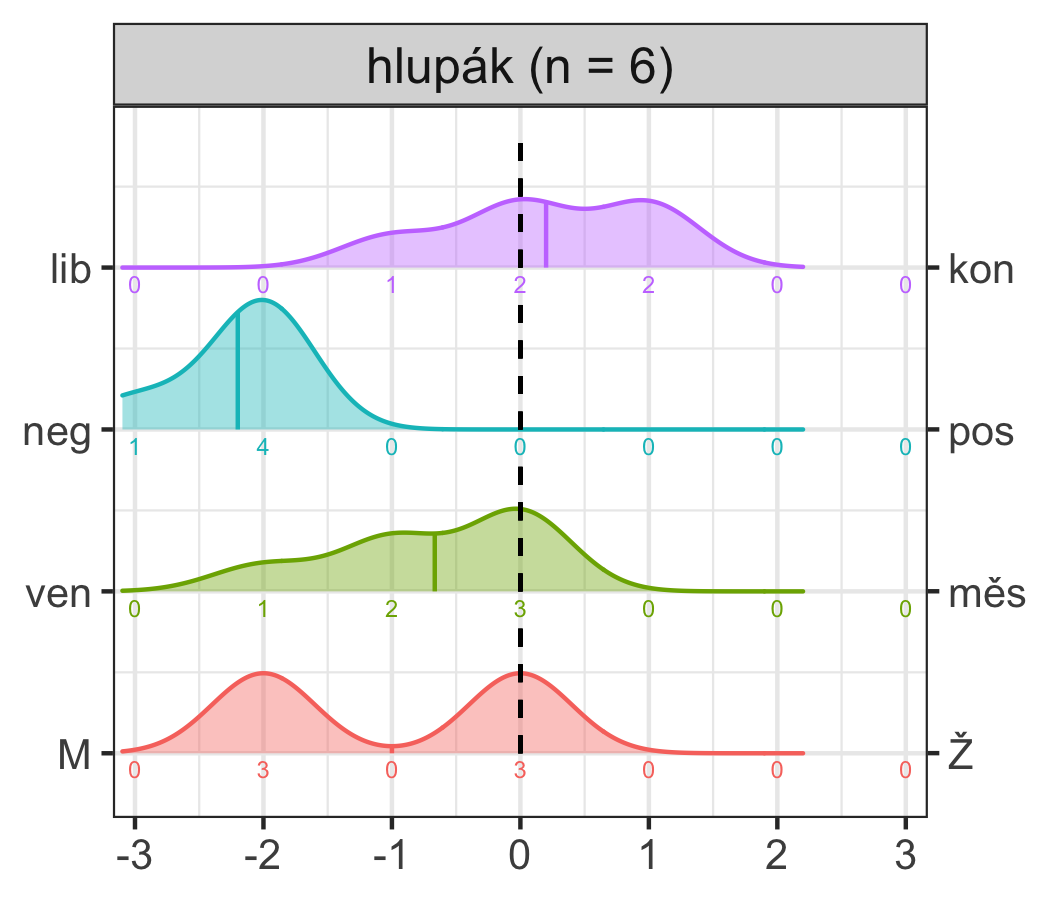 hlupák (n = 6)
lib kon
0 0 1 2 2 0 0
neg pos
1 4 0 0 0 0 0
ven měs
0 1 2 3 0 0 0
M Ž
0 3 0 3 0 0 0
-3 -2 -1 0 1 2 3